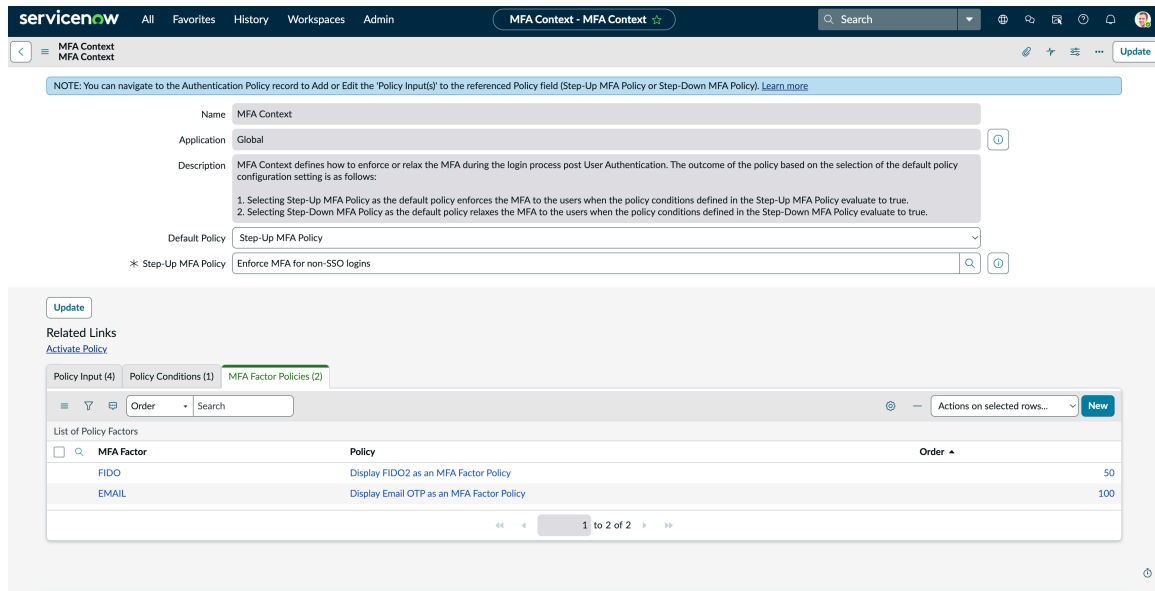 servicenow All Favorites History Workspaces Admin MFA Context - MFA Context Search
MFA Context
MFA Context
Update
NOTE: You can navigate to the Authentication Policy record to Add or Edit the 'Policy Input(s)' to the referenced Policy field (Step-Up MFA Policy or Step-Down MFA Policy). Learn more
Name MFA Context
Application Global
Description MFA Context defines how to enforce or relax the MFA during the login process post User Authentication. The outcome of the policy based on the selection of the default policy
configuration setting is as follows:
1. Selecting Step-Up MFA Policy as the default policy enforces the MFA to the users when the policy conditions defined in the Step-Up MFA Policy evaluate to true.
2. Selecting Step-Down MFA Policy as the default policy relaxes the MFA to the users when the policy conditions defined in the Step-Down MFA Policy evaluate to true.
Default Policy Step-Up MFA Policy
Step-Up MFA Policy Enforce MFA for non-SSO logins
Update
Related Links
Activate Policy
Policy Input (4) Policy Conditions (1) MFA Factor Policies (2)
Order Search Actions on selected rows... New
List of Policy Factors
MFA Factor Policy Order
FIDO Display FIDO2 as an MFA Factor Policy 50
EMAIL Display Email OTP as an MFA Factor Policy 100
1 to 2 of 2